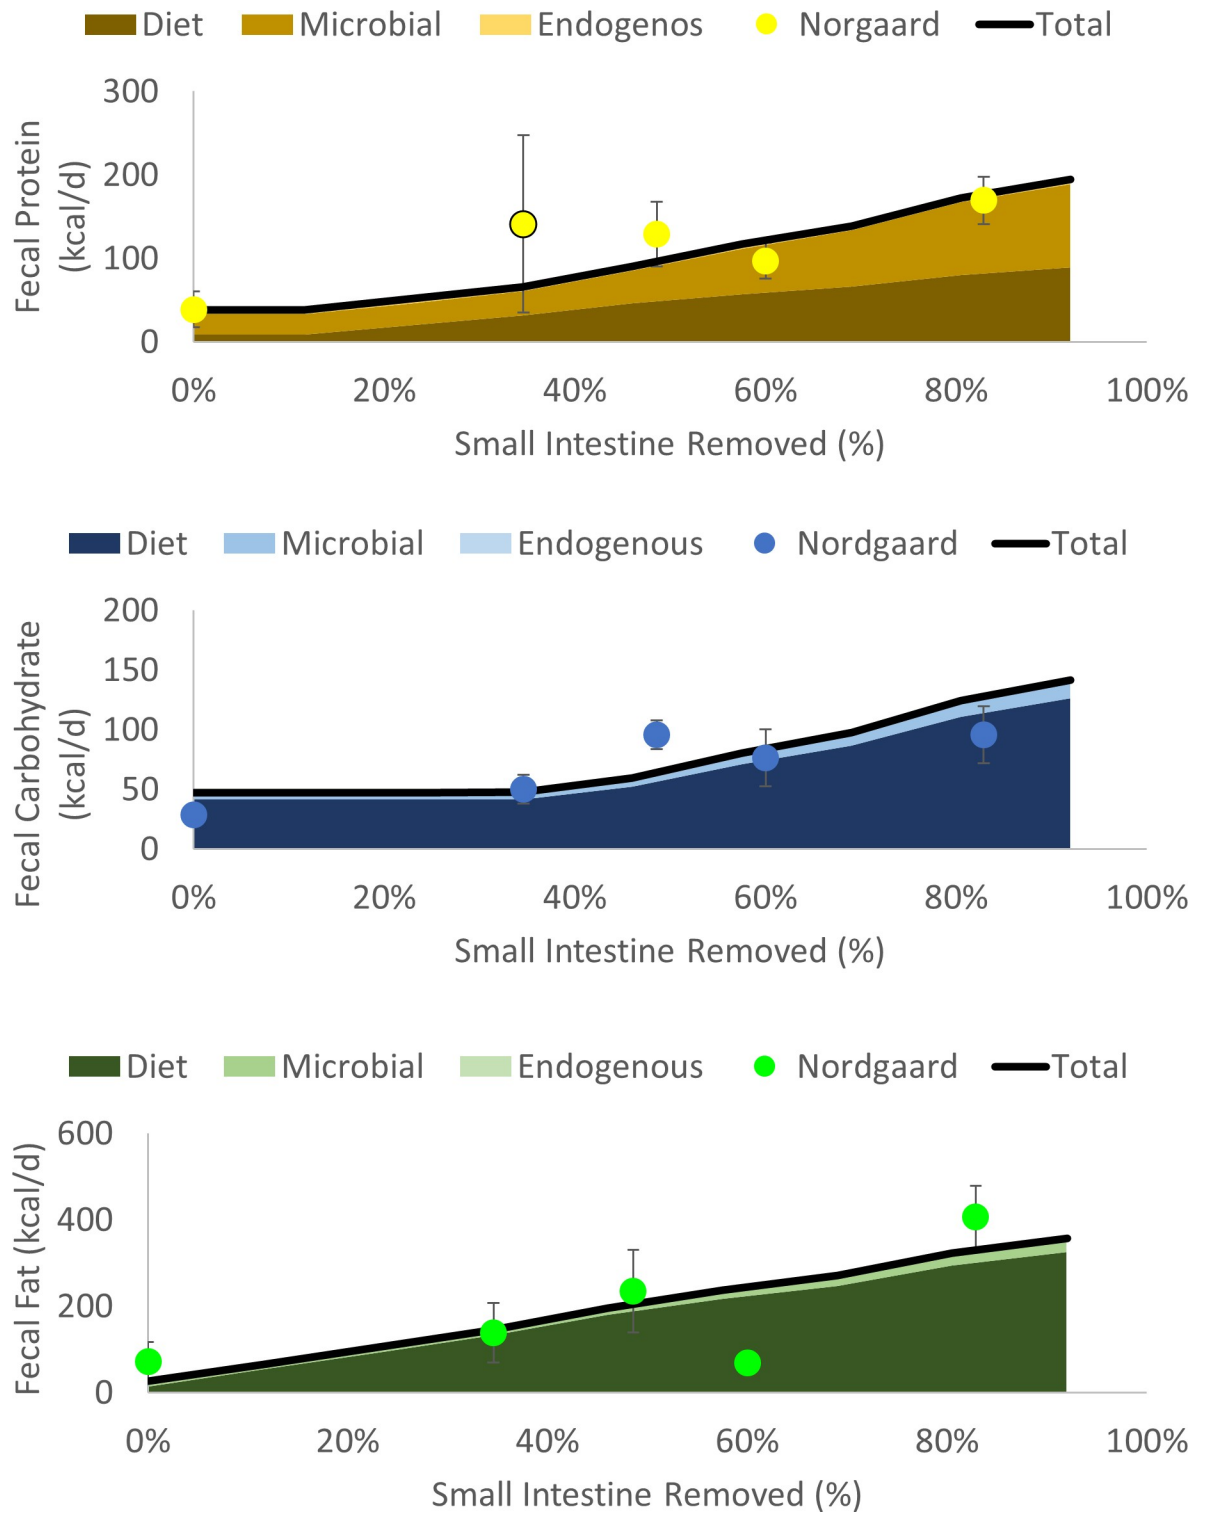 Diet Microbial Endogenos Norgaard Total
Fecal Protein
(kcal/d)
300
200
100
0
0% 20% 40% 60% 80% 100%
Small Intestine Removed (%)
Diet Microbial Endogenous Nordgaard Total
Fecal Carbohydrate
(kcal/d)
200
150
100
50
0
0% 20% 40% 60% 80% 100%
Small Intestine Removed (%)
Diet Microbial Endogenous Nordgaard Total
Fecal Fat (kcal/d)
600
400
200
0
0% 20% 40% 60% 80% 100%
Small Intestine Removed (%)